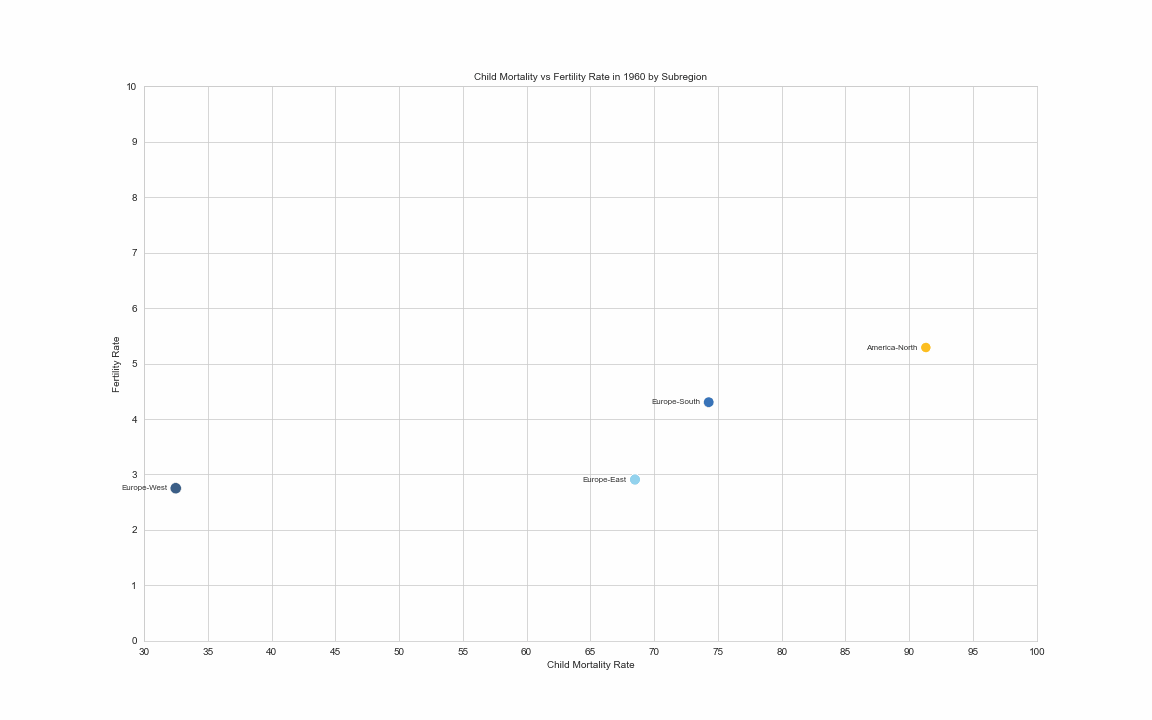 Child Mortality vs Fertility Rate in 1960 by Subregion
10
9
8
7
6
5
4
3
2
1
0
Fertility Rate
America-North
Europe-South
Europe-East
Europe-West
30 35 40 45 50 55 60 65 70 75 80 85 90 95 100
Child Mortality Rate